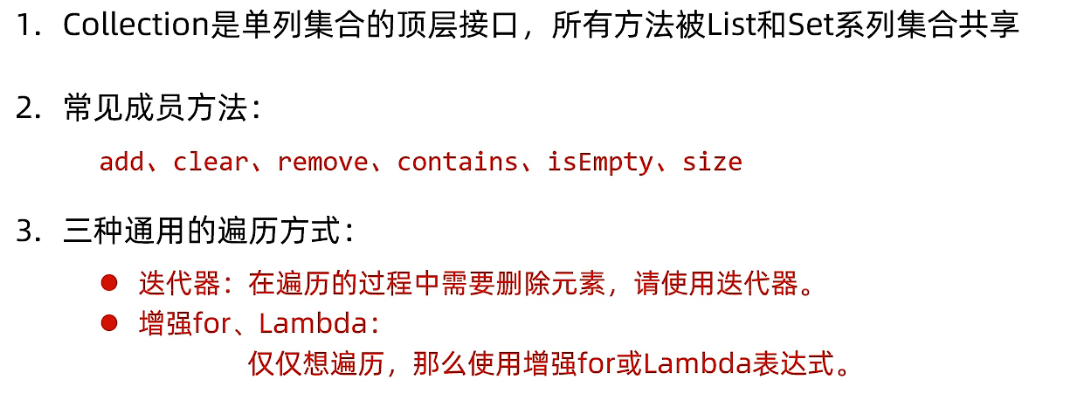 1. Collection是单列集合的顶层接口，所有方法被List和Set系列集合共享
2. 常见成员方法：
add、clear、remove、contains、isEmpty、size
3. 三种通用的遍历方式：
● 迭代器：在遍历的过程中需要删除元素，请使用迭代器。
● 增强for、Lambda：
仅仅想遍历，那么使用增强for或Lambda表达式。